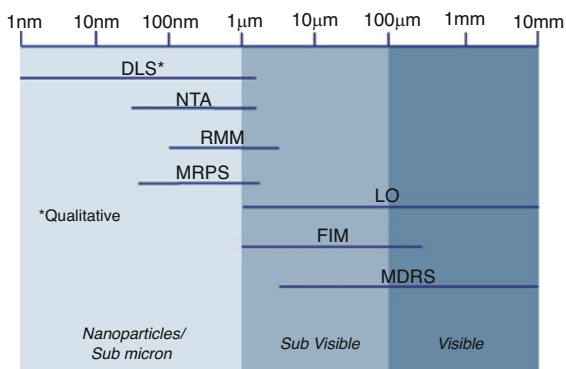 1nm 10nm 100nm 1μm 10μm 100μm 1mm 10mm
DLS*
NTA
RMM
MRPS
LO
*Qualitative
FIM
MDRS
Nanoparticles/
Sub micron
Sub Visible
Visible